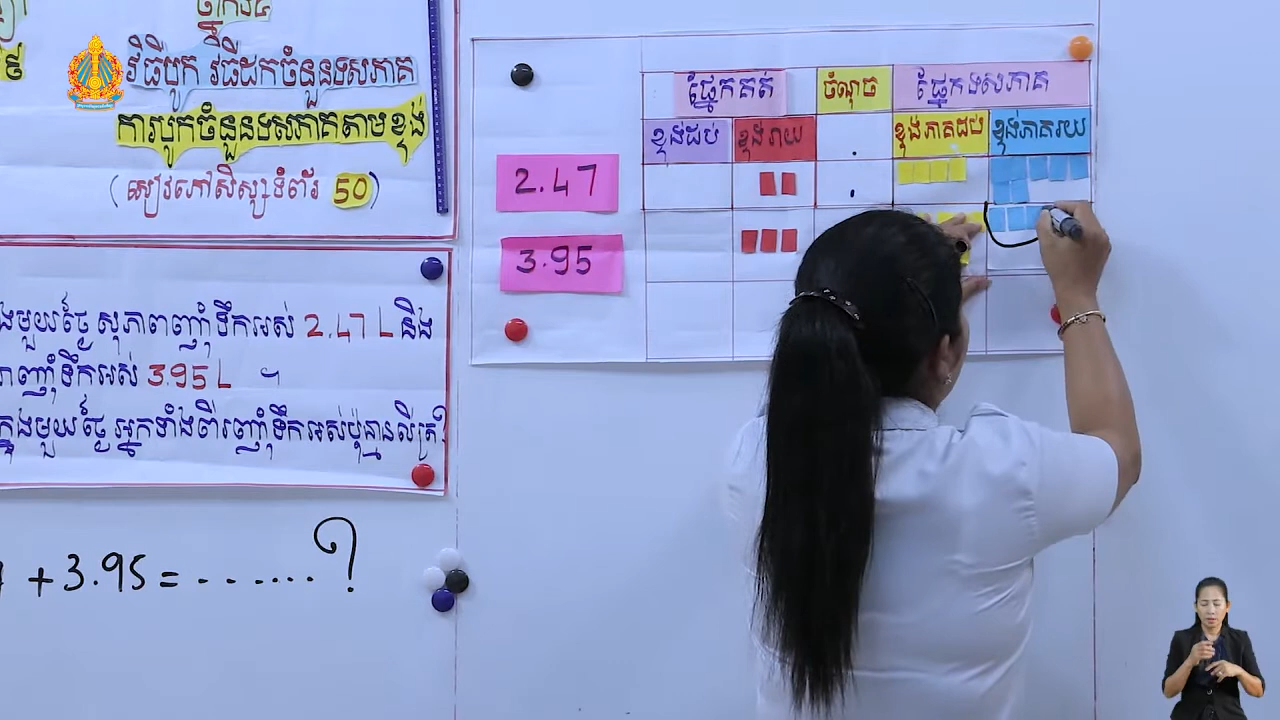 ថ្នាក់ទី៤
វិធីបូក វិធីដកចំនួនទសភាគ
ការបូកចំនួនទសភាគតាមខ្ទង់
(សៀវភៅសិស្សទំព័រ 50)
ងមួយថ្ងៃ សុភាពញ៉ាំទឹកអស់ 2.47 L និង
ញ៉ាំទឹកអស់ 3.95 L ។
ក្នុងមួយថ្ងៃ អ្នកទាំងពីរញ៉ាំទឹកអស់ប៉ុន្មានលីត្រ?
+ 3.95 = ....... ?
ផ្នែកគត់ ចំណុច ផ្នែកទសភាគ
ខ្ទង់ដប់ ខ្ទង់រាយ . ខ្ទង់ភាគដប់ ខ្ទង់ភាគរយ
2.47 .
3.95